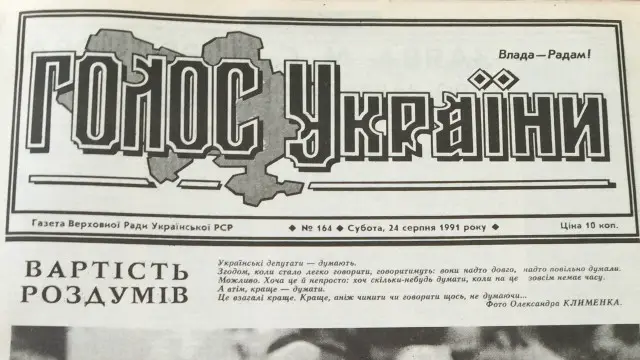 Влада—Радам!
ГОЛОС УКРАЇНИ
Газета Верховної Ради Української РСР ◆ № 164 ◆ Субота, 24 серпня 1991 року ◆ Ціна 10 коп.
ВАРТІСТЬ
РОЗДУМІВ
Українські депутати — думають.
Згодом, коли стало легко говорити, говоритимуть: воки надто довго, надто повільно думали.
Можливо. Хоча це й непросто: хоч скільки-небудь думати, коли на це зовсім немає часу.
А втім, краще — думати.
Це взагалі краще. Краще, аніж чинити чи говорити щось, не думаючи...
Фото Олександра КЛИМЕНКА.